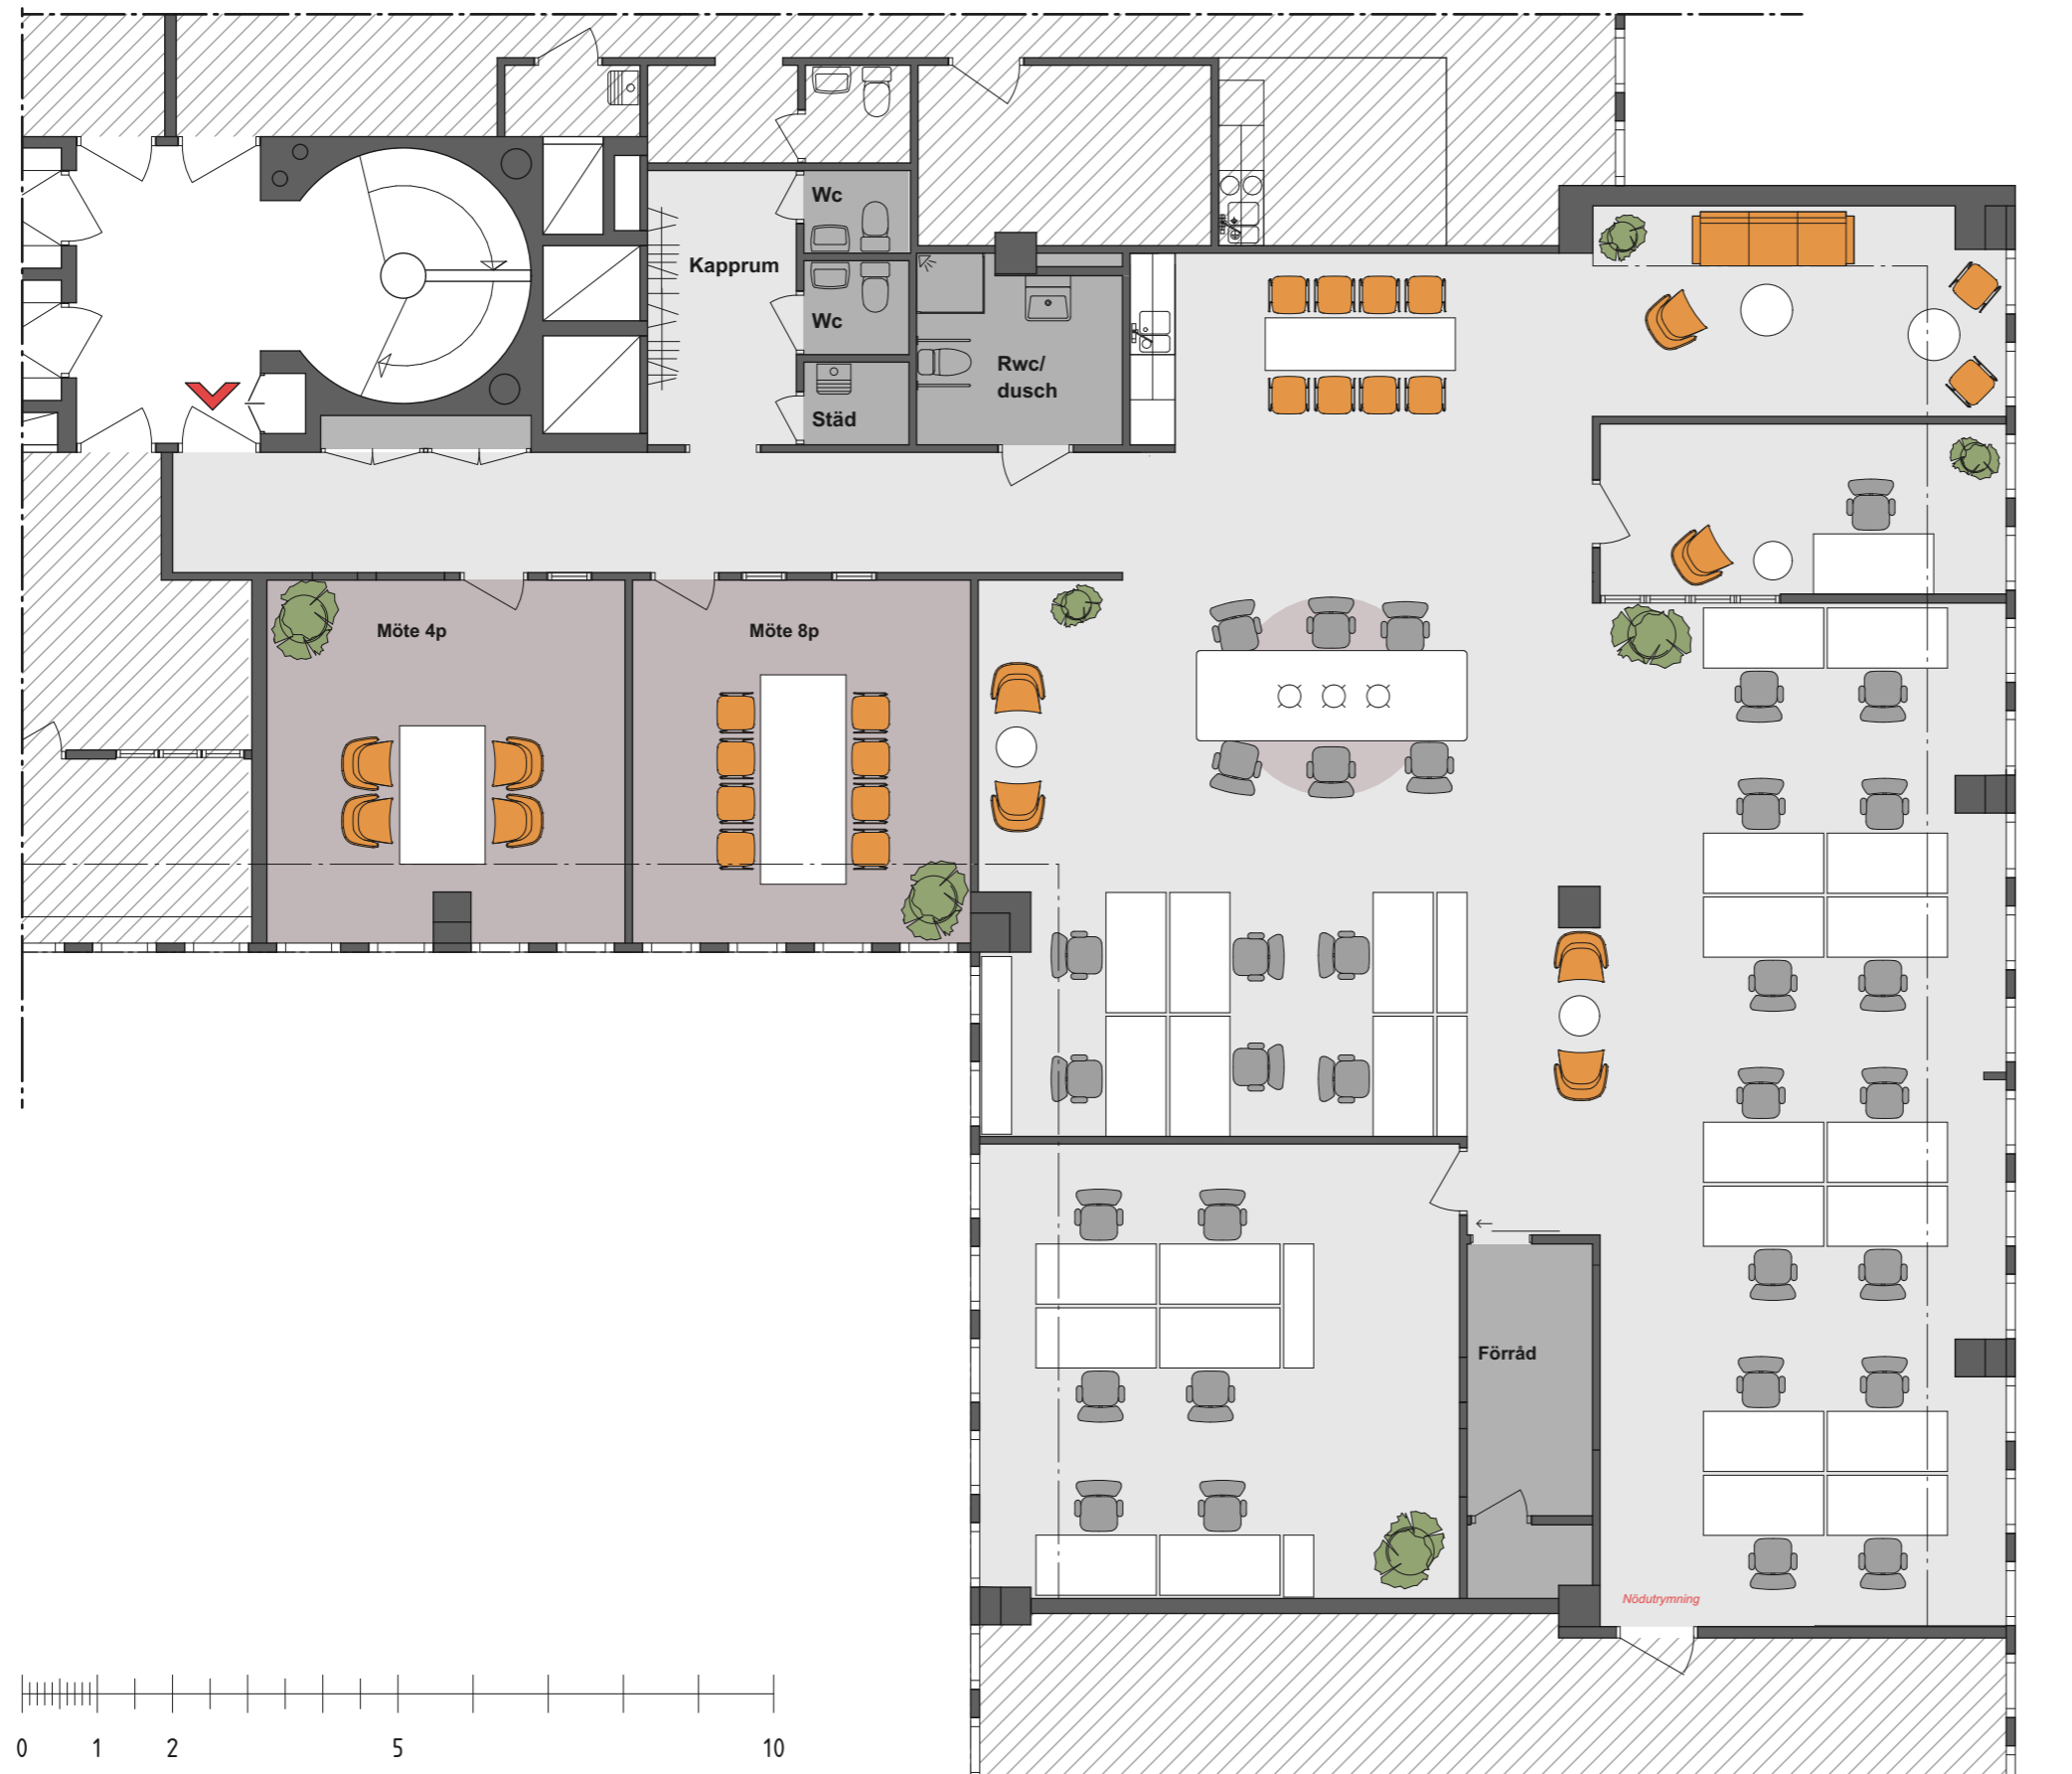 Wc
Kapprum
Wc
Rwc/
dusch
Städ
Möte 4p
Möte 8p
Förråd
Nödutrymning
0 1 2 5 10